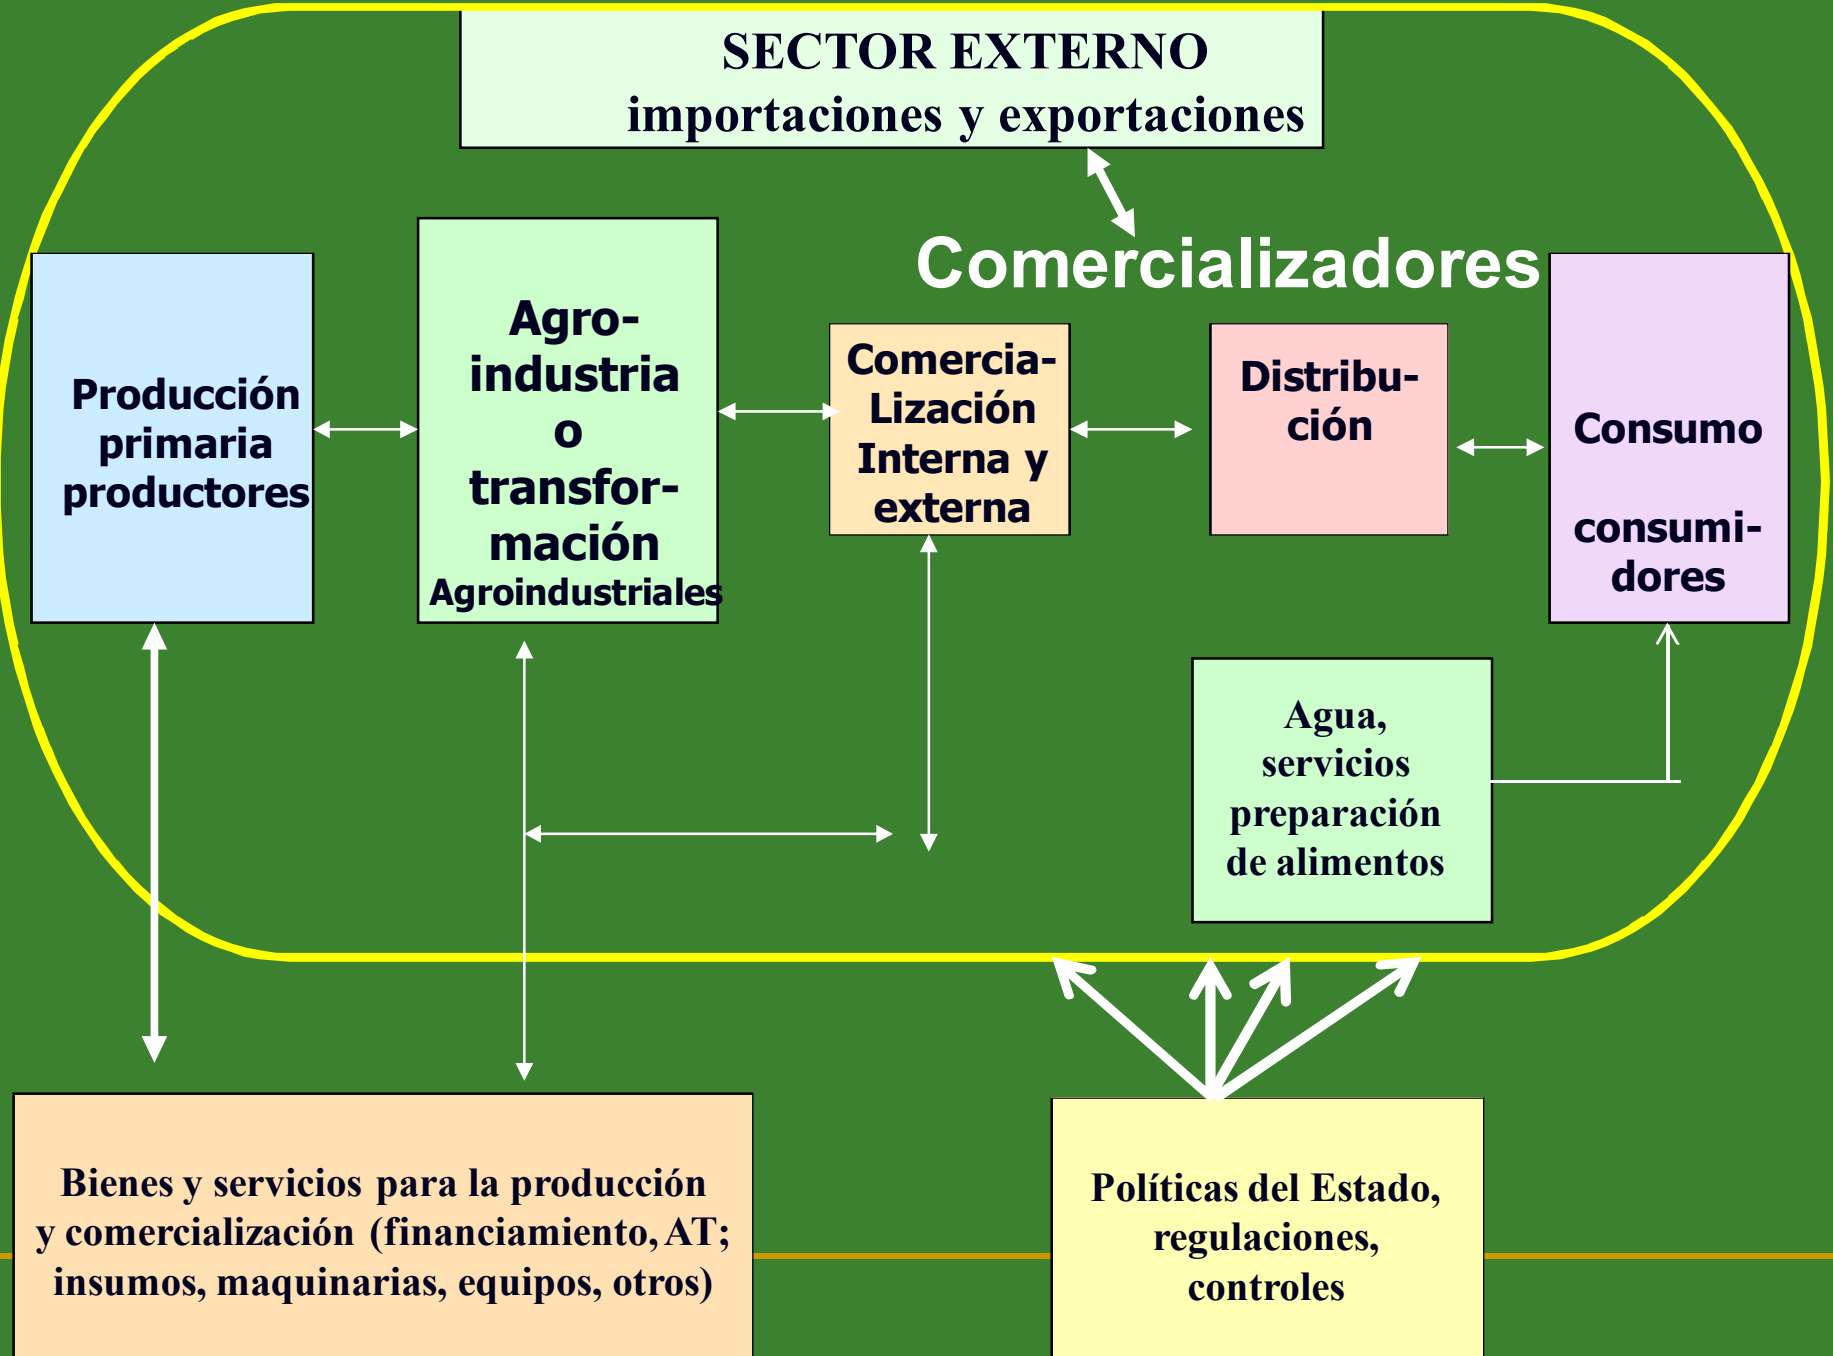 SECTOR EXTERNO
importaciones y exportaciones
Comercializadores
Producción
primaria
productores
Agro-
industria
o
transfor-
mación
Agroindustriales
Comercia-
Lización
Interna y
externa
Distribu-
ción
Consumo
consumi-
dores
Agua,
servicios
preparación
de alimentos
Bienes y servicios para la producción
y comercialización (financiamiento, AT;
insumos, maquinarias, equipos, otros)
Políticas del Estado,
regulaciones,
controles